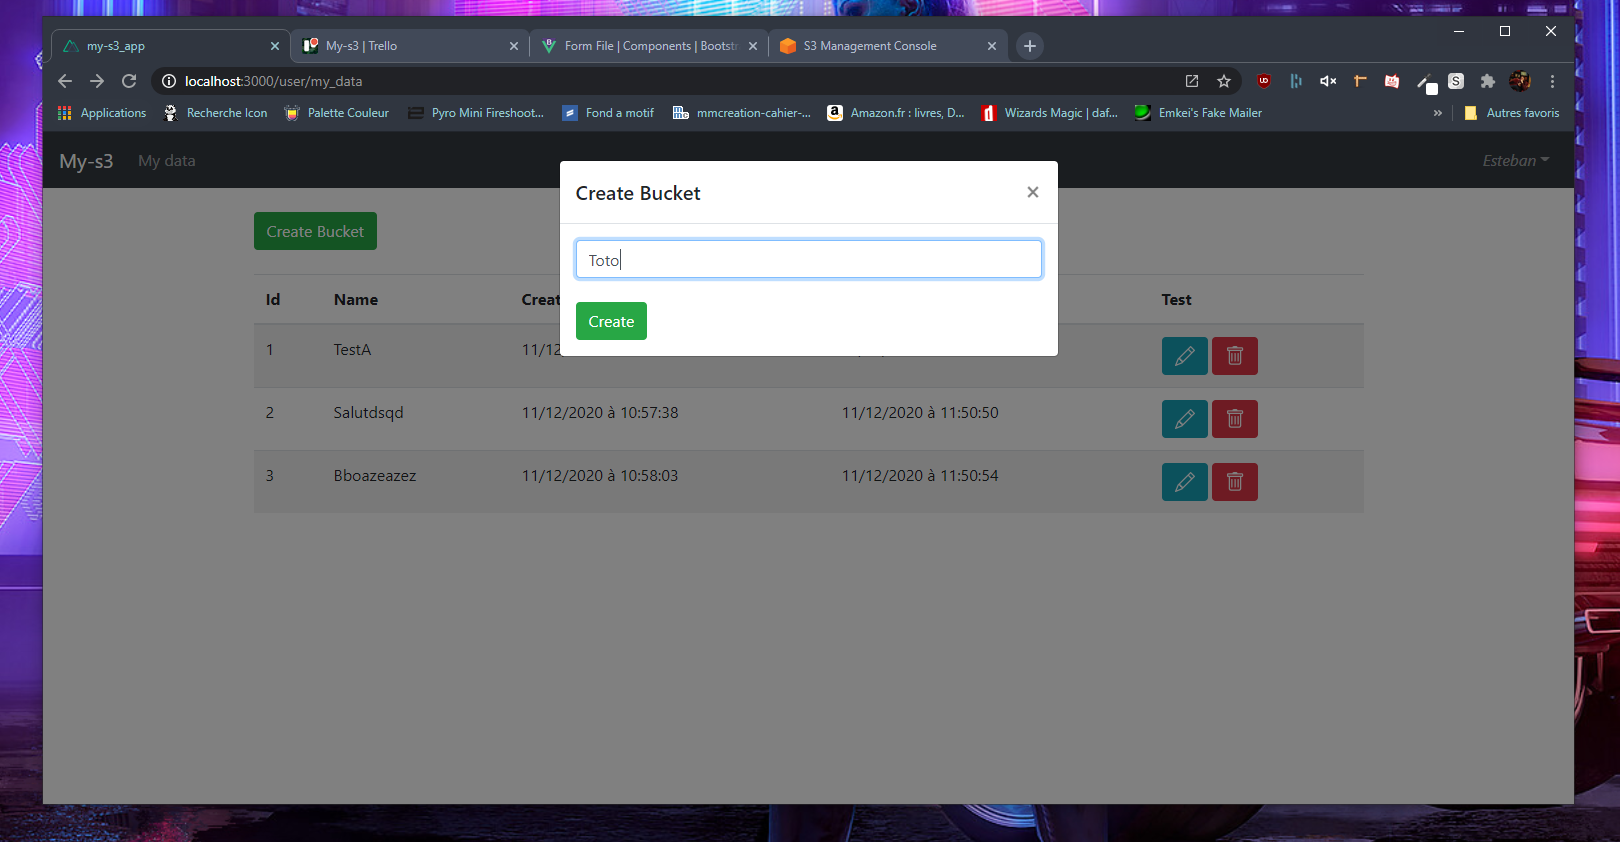 my-s3_app
My-s3 | Trello
Form File | Components | Bootstr
S3 Management Console
localhost:3000/user/my_data
Applications
Recherche Icon
Palette Couleur
Pyro Mini Fireshoot...
Fond a motif
mmcreation-cahier-...
Amazon.fr : livres, D...
Wizards Magic | daf...
Emkei's Fake Mailer
»
Autres favoris
My-s3
My data
Esteban
Create Bucket
Create Bucket
×
Toto
Create
Id
Name
Creat
Test
1
TestA
11/12
2
Salutdsqd
11/12/2020 à 10:57:38
11/12/2020 à 11:50:50
3
Bboazeazez
11/12/2020 à 10:58:03
11/12/2020 à 11:50:54